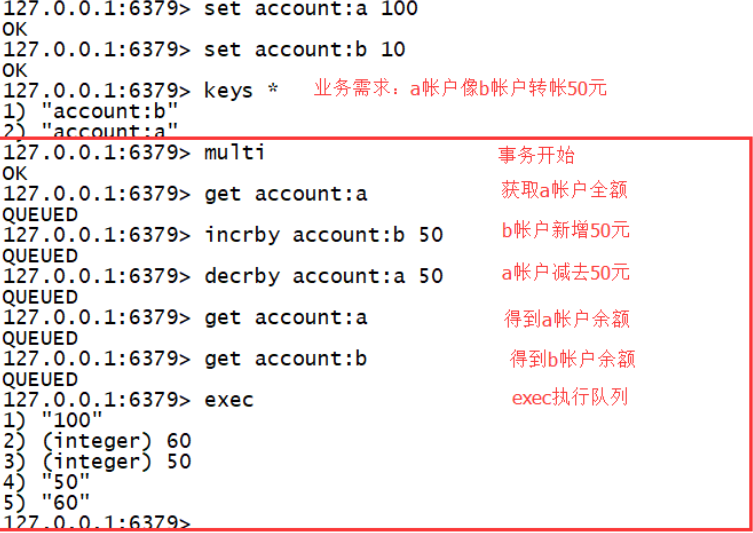 127.0.0.1:6379> set account:a 100
OK
127.0.0.1:6379> set account:b 10
OK
127.0.0.1:6379> keys * 业务需求：a帐户像b帐户转帐50元
1) "account:b"
2) "account:a"
127.0.0.1:6379> multi 事务开始
OK
127.0.0.1:6379> get account:a 获取a帐户全额
QUEUED
127.0.0.1:6379> incrby account:b 50 b帐户新增50元
QUEUED
127.0.0.1:6379> decrby account:a 50 a帐户减去50元
QUEUED
127.0.0.1:6379> get account:a 得到a帐户余额
QUEUED
127.0.0.1:6379> get account:b 得到b帐户余额
QUEUED
127.0.0.1:6379> exec exec执行队列
1) "100"
2) (integer) 60
3) (integer) 50
4) "50"
5) "60"
127.0.0.1:6379>